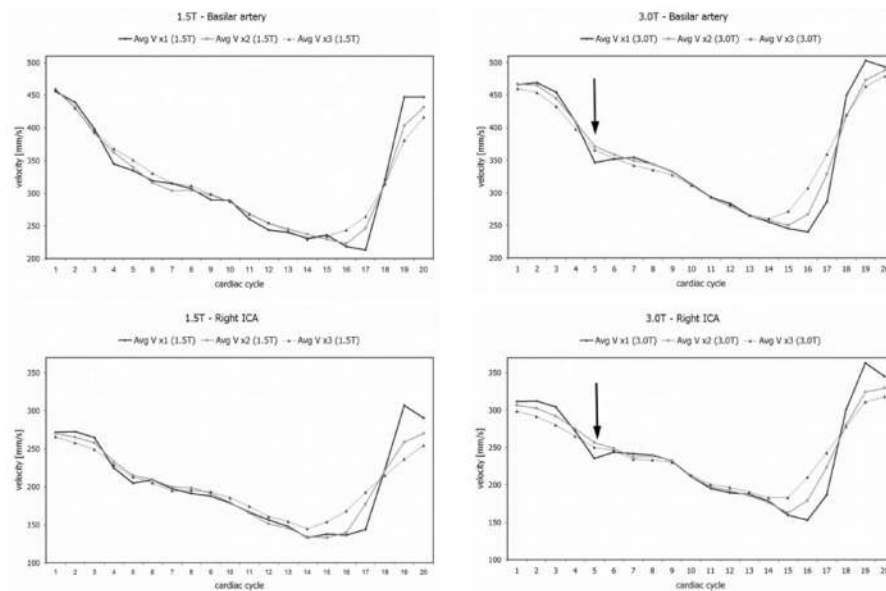 1.5T - Basilar artery
Avg V x1 (1.5T) Avg V x2 (1.5T) Avg V x3 (1.5T)
500
450
400
350
300
250
200
velocity [mm/s]
1 2 3 4 5 6 7 8 9 10 11 12 13 14 15 16 17 18 19 20
cardiac cycle
3.0T - Basilar artery
Avg V x1 (3.0T) Avg V x2 (3.0T) Avg V x3 (3.0T)
500
450
400
350
300
250
200
velocity [mm/s]
1 2 3 4 5 6 7 8 9 10 11 12 13 14 15 16 17 18 19 20
cardiac cycle
1.5T - Right ICA
Avg V x1 (1.5T) Avg V x2 (1.5T) Avg V x3 (1.5T)
350
300
250
200
150
100
velocity [mm/s]
1 2 3 4 5 6 7 8 9 10 11 12 13 14 15 16 17 18 19 20
cardiac cycle
3.0T - Right ICA
Avg V x1 (3.0T) Avg V x2 (3.0T) Avg V x3 (3.0T)
350
300
250
200
150
100
velocity [mm/s]
1 2 3 4 5 6 7 8 9 10 11 12 13 14 15 16 17 18 19 20
cardiac cycle